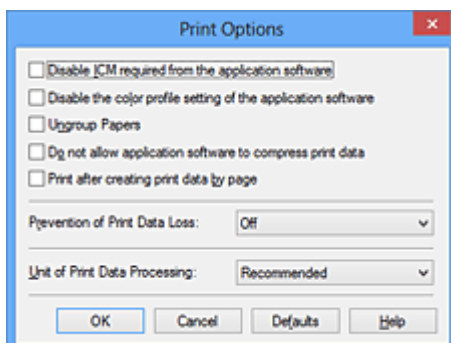 Print Options
Disable ICM required from the application software
Disable the color profile setting of the application software
Ungroup Papers
Do not allow application software to compress print data
Print after creating print data by page
Prevention of Print Data Loss: Off
Unit of Print Data Processing: Recommended
OK Cancel Defaults Help